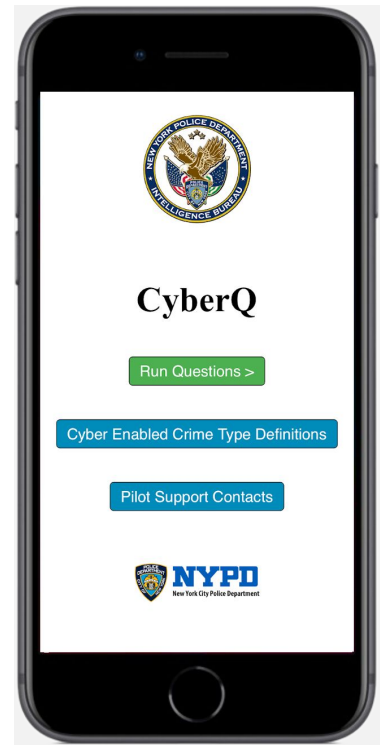 NEW YORK POLICE DEPARTMENT
INTELLIGENCE BUREAU
CyberQ
Run Questions >
Cyber Enabled Crime Type Definitions
Pilot Support Contacts
NYPD
New York City Police Department